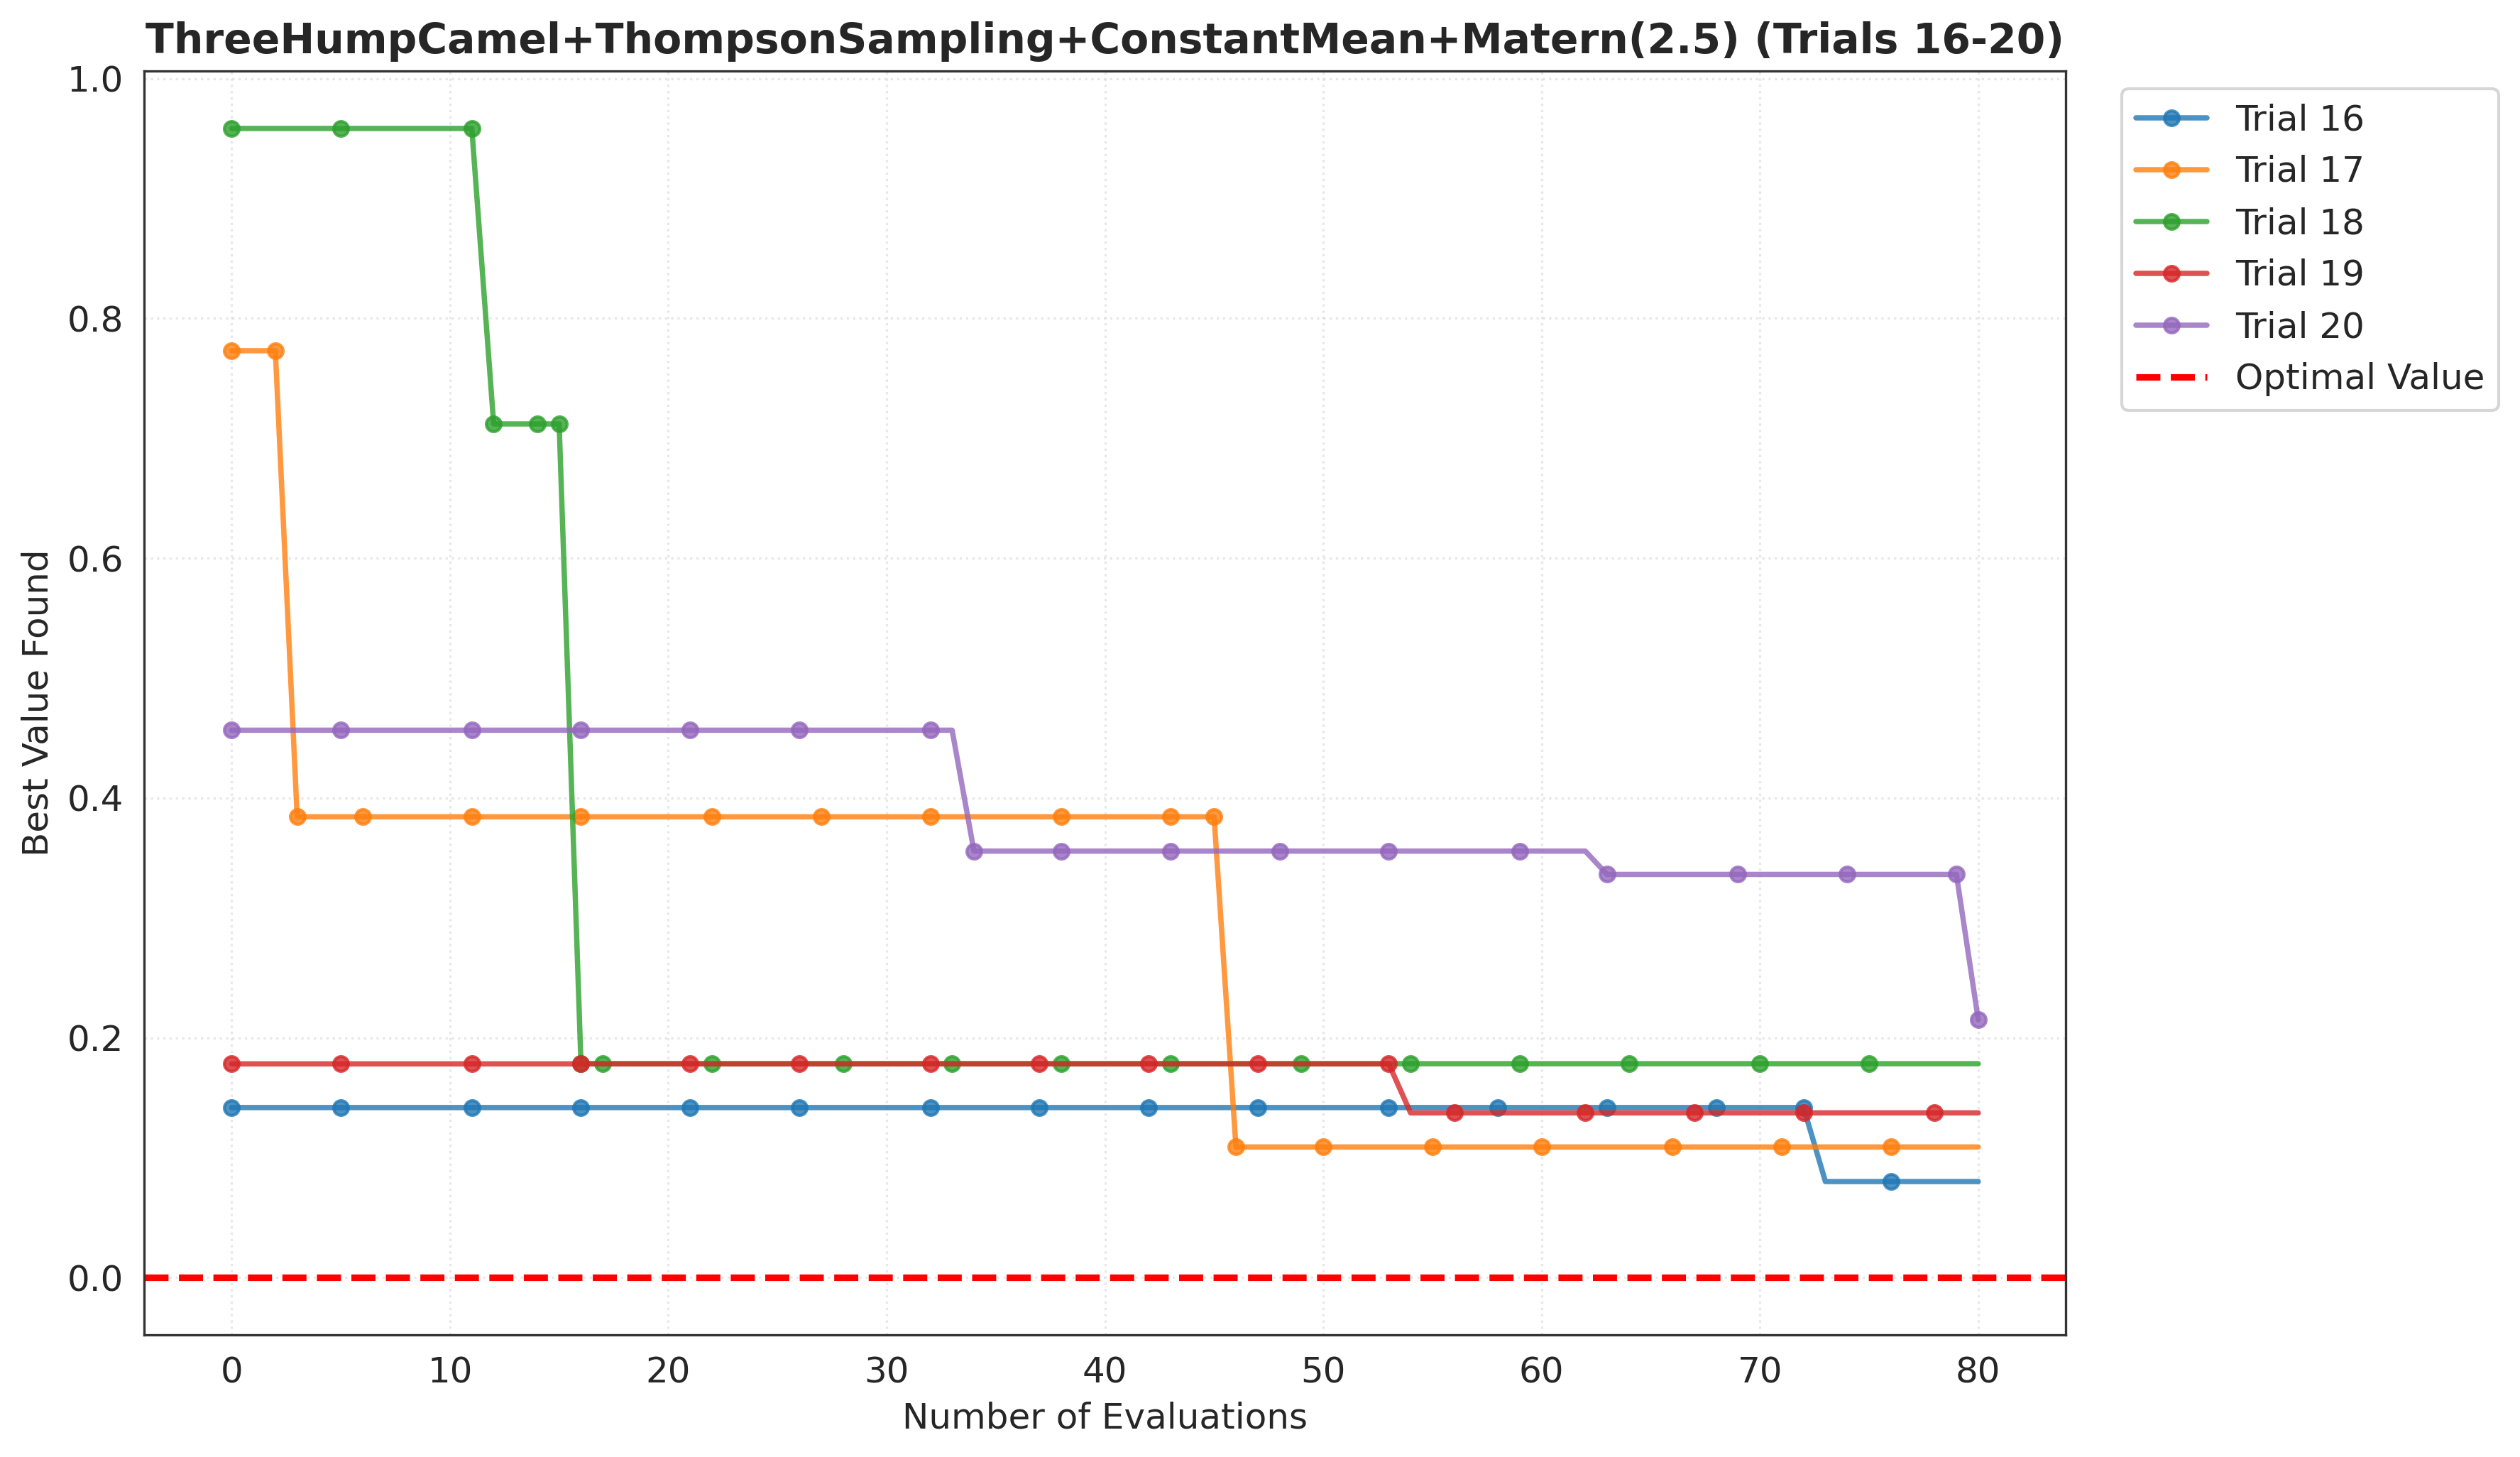 ThreeHumpCamel+ThompsonSampling+ConstantMean+Matern(2.5) (Trials 16-20)
1.0
0.8
0.6
0.4
0.2
0.0
Best Value Found
0 10 20 30 40 50 60 70 80
Number of Evaluations
Trial 16
Trial 17
Trial 18
Trial 19
Trial 20
Optimal Value